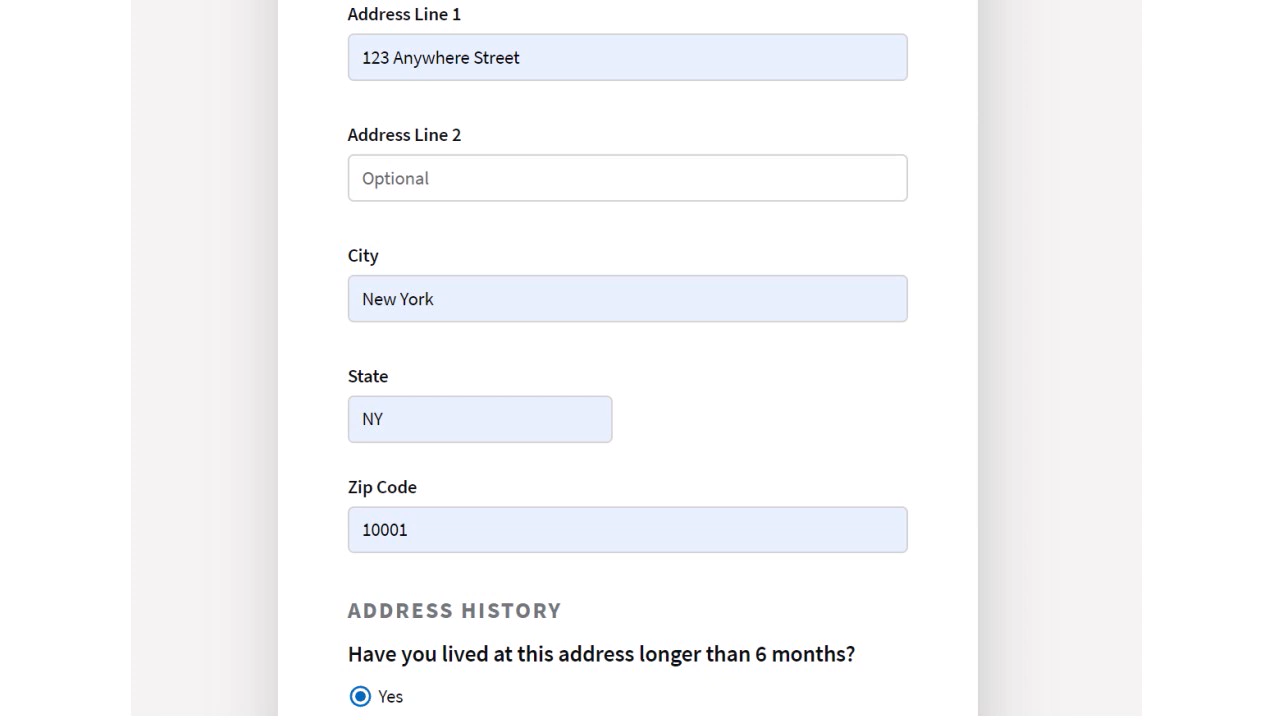 Address Line 1
123 Anywhere Street
Address Line 2
Optional
City
New York
State
NY
Zip Code
10001
ADDRESS HISTORY
Have you lived at this address longer than 6 months?
Yes